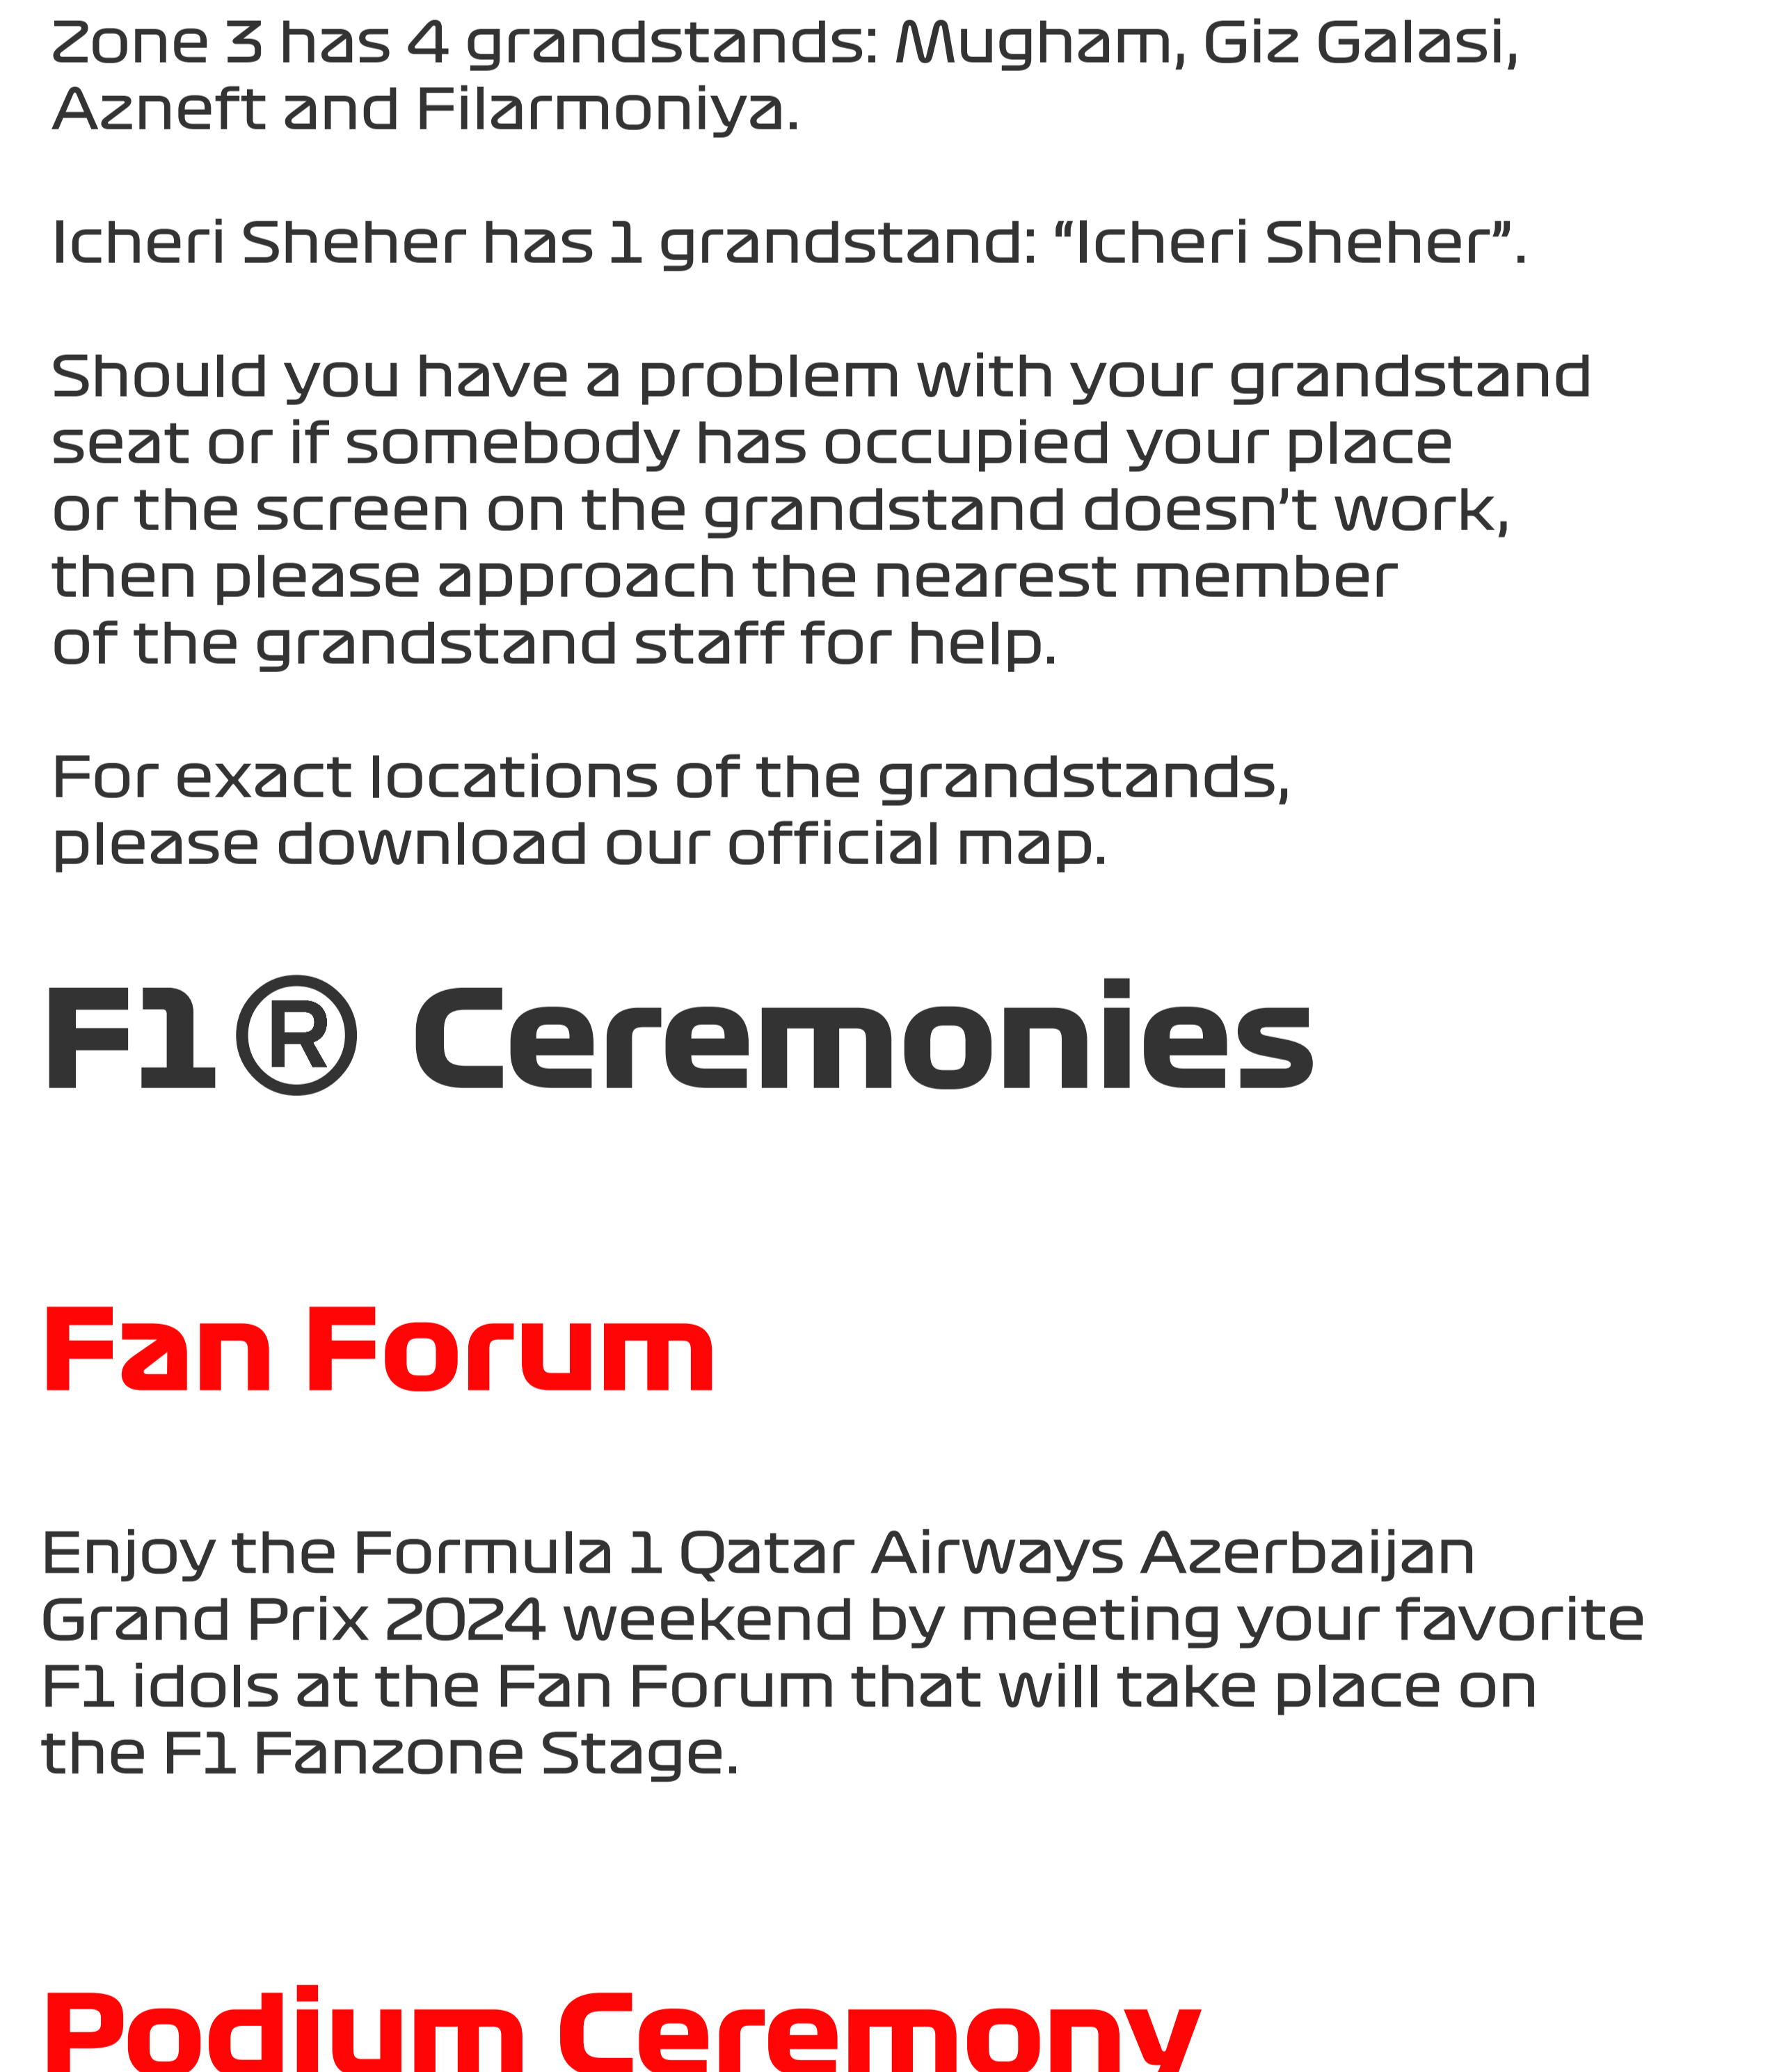 Zone 3 has 4 grandstands: Mugham, Giz Galasi,
Azneft and Filarmoniya.
Icheri Sheher has 1 grandstand: “Icheri Sheher”.
Should you have a problem with your grandstand
seat or if somebody has occupied your place
or the screen on the grandstand doesn’t work,
then please approach the nearest member
of the grandstand staff for help.
For exact locations of the grandstands,
please download our official map.
F1® Ceremonies
Fan Forum
Enjoy the Formula 1 Qatar Airways Azerbaijan
Grand Prix 2024 weekend by meeting your favorite
F1 idols at the Fan Forum that will take place on
the F1 Fanzone Stage.
Podium Ceremony